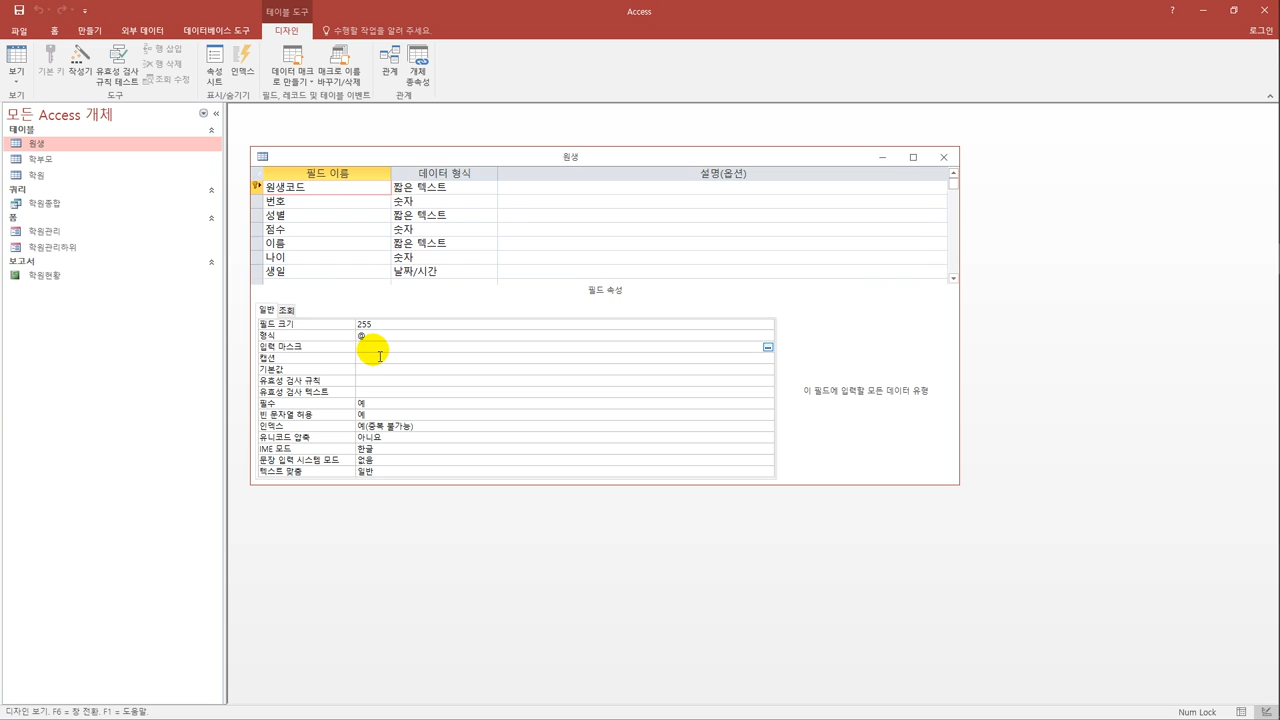 테이블 도구
Access
파일 홈 만들기 외부 데이터 데이터베이스 도구 디자인 수행할 작업을 알려 주세요. 로그인
보기 기본 키 작성기 유효성 검사 규칙 테스트 행 삽입 행 삭제 조회 수정 속성 시트 인덱스 데이터 매크로 만들기 매크로 이름 바꾸기/삭제 관계 개체 종속성
보기 도구 표시/숨기기 필드, 레코드 및 테이블 이벤트 관계
모든 Access 개체
테이블
원생
학부모
학원
쿼리
학원종합
폼
학원관리
학원관리하위
보고서
학원현황
원생
필드 이름 데이터 형식 설명(옵션)
원생코드 짧은 텍스트
번호 숫자
성별 짧은 텍스트
점수 숫자
이름 짧은 텍스트
나이 숫자
생일 날짜/시간
필드 속성
일반 조회
필드 크기 255
형식 @
입력 마스크
캡션
기본값
유효성 검사 규칙
유효성 검사 텍스트
필수 예
빈 문자열 허용 예
인덱스 예(중복 불가능)
유니코드 압축 아니요
IME 모드 한글
문장 입력 시스템 모드 없음
텍스트 맞춤 일반
이 필드에 입력할 모든 데이터 유형
디자인 보기. F6 = 창 전환. F1 = 도움말.
Num Lock